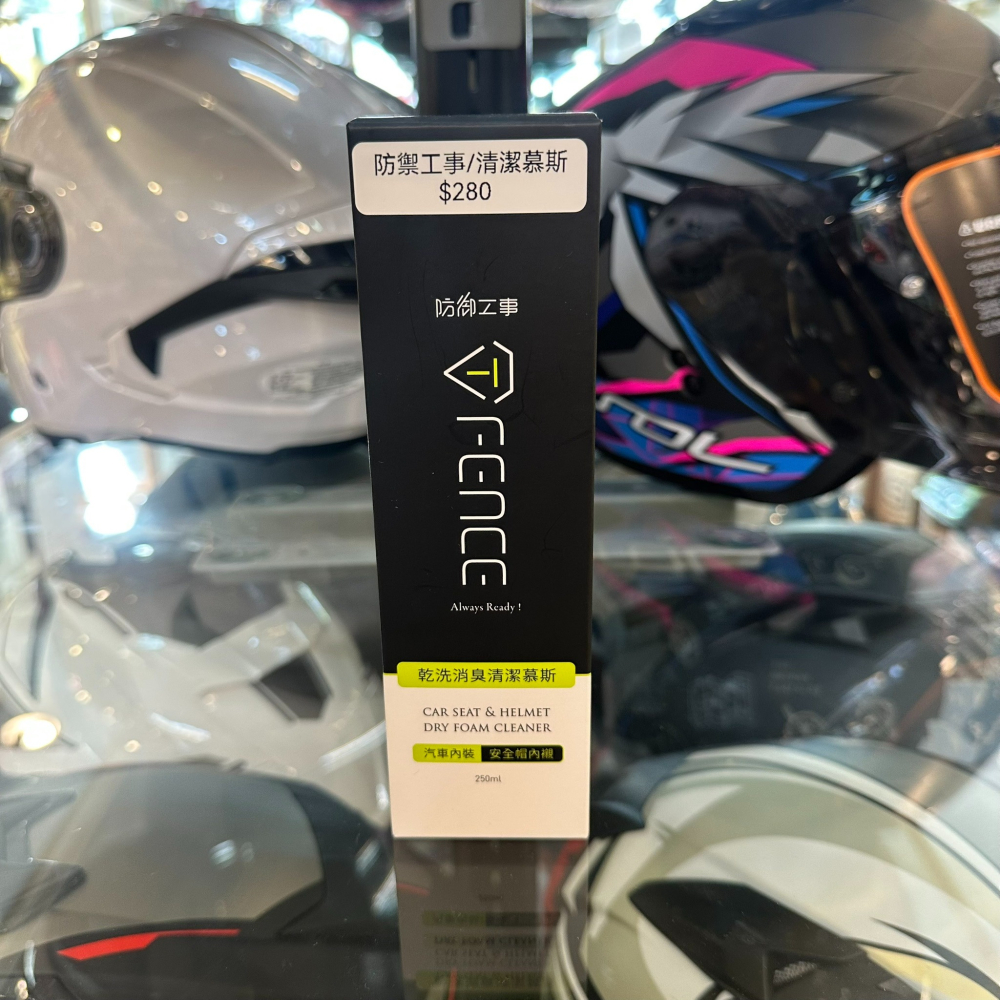 防禦工事/清潔慕斯
$280
防御工事
FENCE
Always Ready !
乾洗消臭清潔慕斯
CAR SEAT & HELMET
DRY FOAM CLEANER
汽車內裝 安全帽內襯
250ml